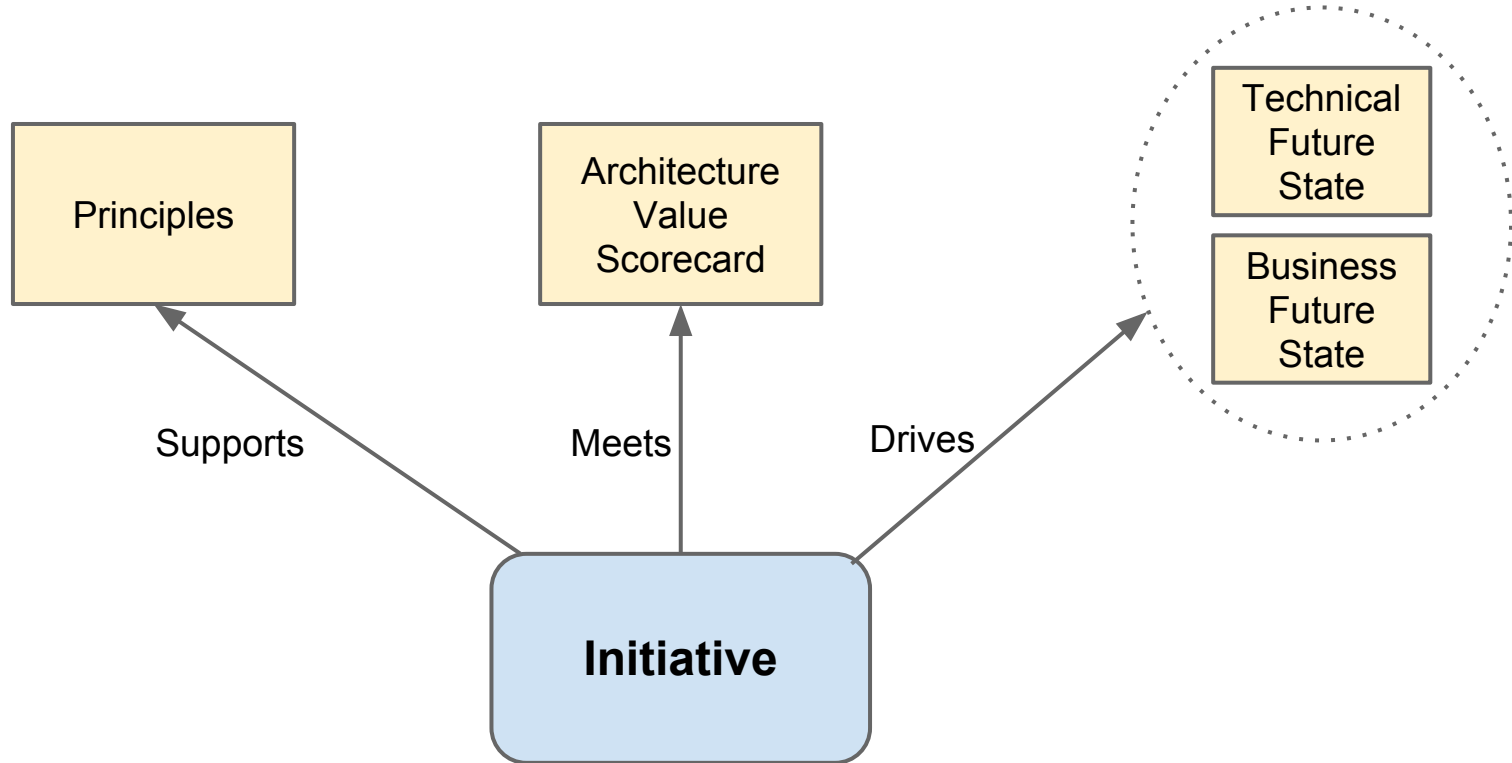 Principles
Architecture
Value
Scorecard
Technical
Future
State
Business
Future
State
Supports
Meets
Drives
Initiative